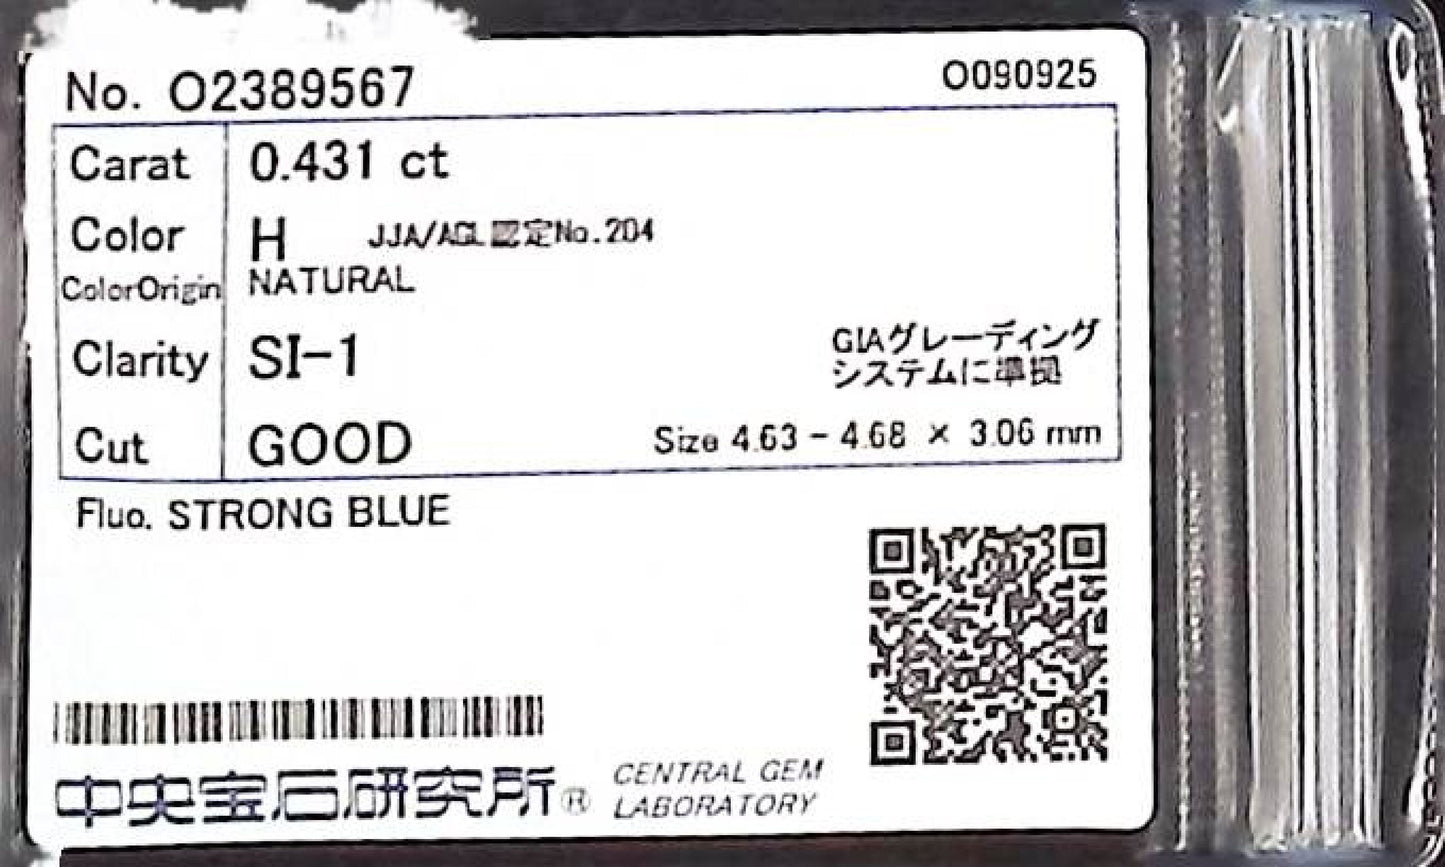 No. O2389567
O090925
Carat 0.431 ct
Color H JJA/AGL認定No.204
ColorOrigin NATURAL
Clarity SI-1
GIAグレーディング
システムに準拠
Cut GOOD Size 4.63 - 4.68 × 3.06 mm
Fluo. STRONG BLUE
中央宝石研究所® CENTRAL GEM
LABORATORY